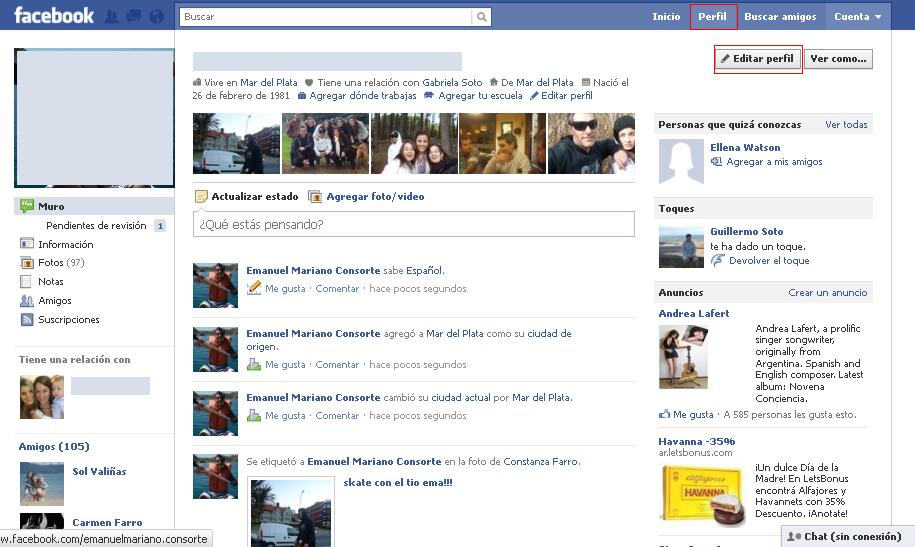 facebook
Buscar
Inicio Perfil Buscar amigos Cuenta
Editar perfil Ver como...
Vive en Mar del Plata Tiene una relación con Gabriela Soto De Mar del Plata Nació el
26 de febrero de 1981 Agregar dónde trabajas Agregar tu escuela Editar perfil
Muro
Pendientes de revisión 1
Información
Fotos (97)
Notas
Amigos
Suscripciones
Tiene una relación con
Amigos (105)
Sol Valiñas
Carmen Farro
w.facebook.com/emanuelmariano.consorte
Actualizar estado Agregar foto/video
¿Qué estás pensando?
Emanuel Mariano Consorte sabe Español.
Me gusta · Comentar · hace pocos segundos
Emanuel Mariano Consorte agregó a Mar del Plata como su ciudad de
origen.
Me gusta · Comentar · hace pocos segundos
Emanuel Mariano Consorte cambió su ciudad actual por Mar del Plata.
Me gusta · Comentar · hace pocos segundos
Se etiquetó a Emanuel Mariano Consorte en la foto de Constanza Farro.
skate con el tio ema!!!
Personas que quizá conozcas Ver todas
Ellena Watson
Agregar a mis amigos
Toques
Guillermo Soto
te ha dado un toque.
Devolver el toque
Anuncios Crear un anuncio
Andrea Lafert
Andrea Lafert, a prolific
singer songwriter,
originally from
Argentina. Spanish and
English composer. Latest
album: Novena
Conciencia.
Me gusta · A 585 personas les gusta esto.
Havanna -35%
ar.letsbonus.com
Alfajores
HAVANNA
¡Un dulce Día de la
Madre! En LetsBonus
encontrá Alfajores y
Havannets con 35%
Descuento. ¡Anotate!
Chat (sin conexión)